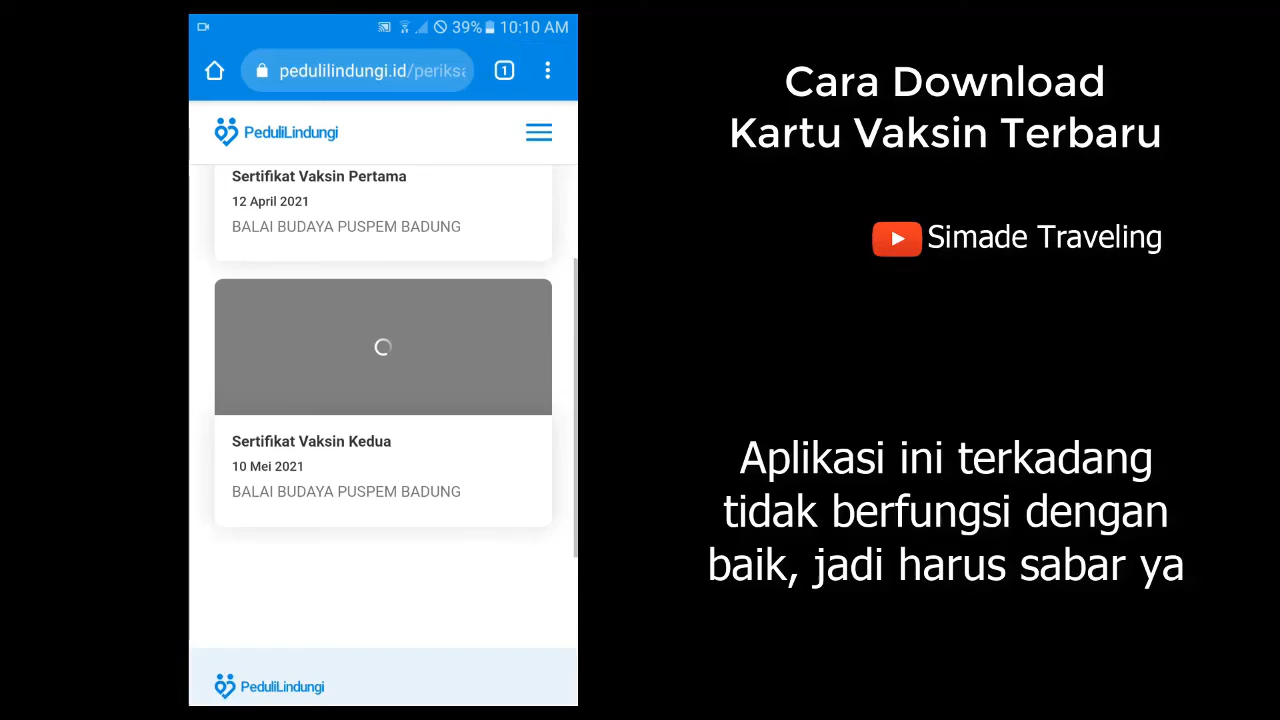 39% 10:10 AM
pedulilindungi.id/periksa
1
PeduliLindungi
Sertifikat Vaksin Pertama
12 April 2021
BALAI BUDAYA PUSPEM BADUNG
Sertifikat Vaksin Kedua
10 Mei 2021
BALAI BUDAYA PUSPEM BADUNG
PeduliLindungi
Cara Download
Kartu Vaksin Terbaru
Simade Traveling
Aplikasi ini terkadang
tidak berfungsi dengan
baik, jadi harus sabar ya